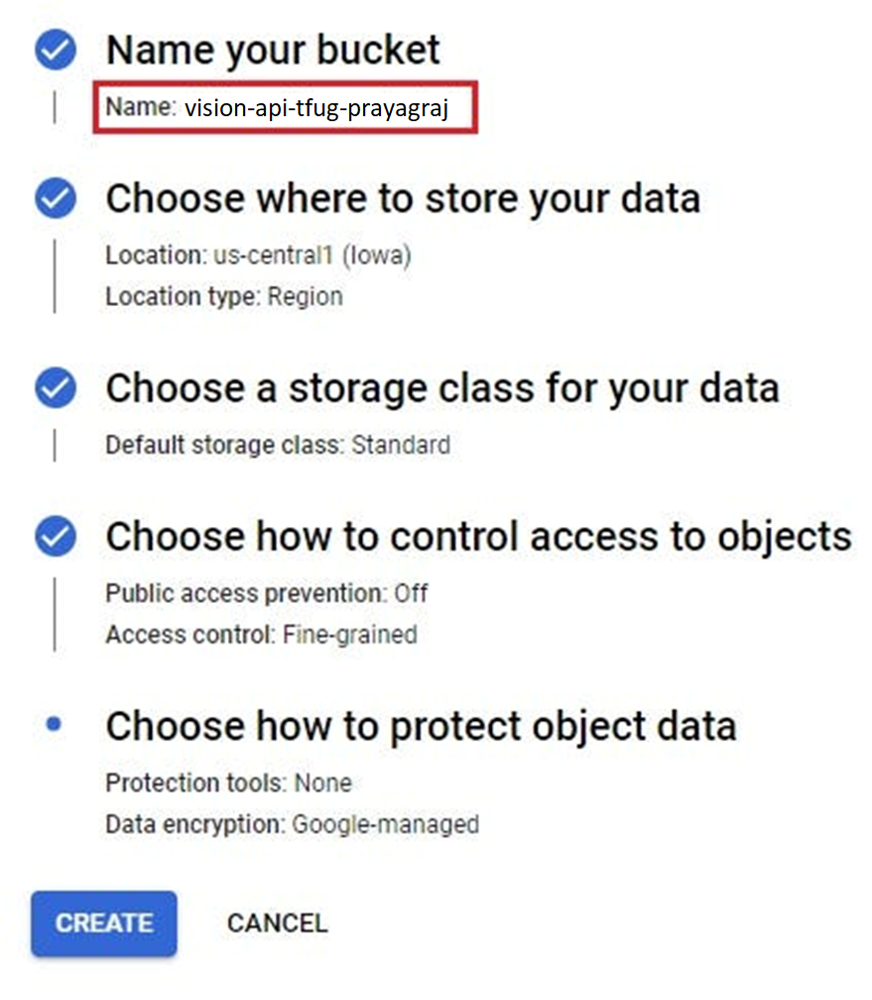 Name your bucket
Name: vision-api-tfug-prayagraj
Choose where to store your data
Location: us-central1 (Iowa)
Location type: Region
Choose a storage class for your data
Default storage class: Standard
Choose how to control access to objects
Public access prevention: Off
Access control: Fine-grained
Choose how to protect object data
Protection tools: None
Data encryption: Google-managed
CREATE CANCEL